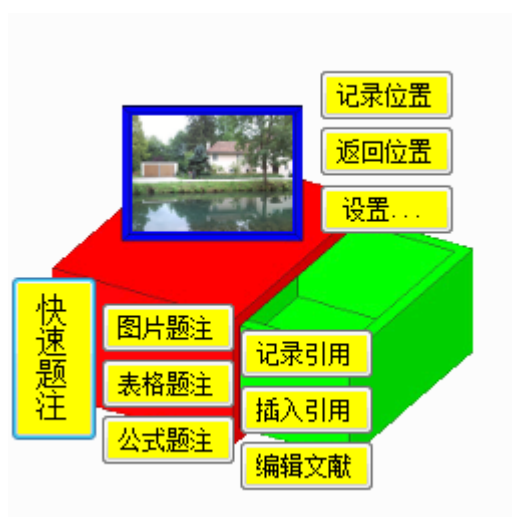 记录位置
返回位置
设置...
快速题注
图片题注
表格题注
公式题注
记录引用
插入引用
编辑文献